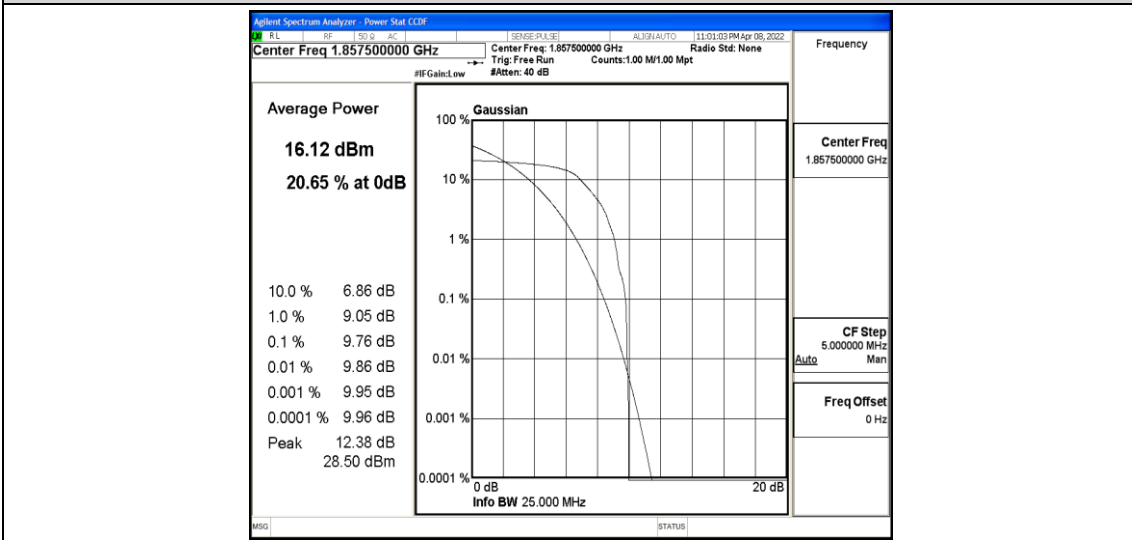 Agilent Spectrum Analyzer - Power Stat CCDF
LXI RL RF 50 Ω AC SENSE:PULSE ALIGN AUTO 11:01:03 PM Apr 08, 2022
Center Freq 1.857500000 GHz
Center Freq: 1.857500000 GHz Radio Std: None
Trig: Free Run Counts:1.00 M/1.00 Mpt
#IFGain:Low #Atten: 40 dB
Frequency
Average Power
16.12 dBm
20.65 % at 0dB
10.0 % 6.86 dB
1.0 % 9.05 dB
0.1 % 9.76 dB
0.01 % 9.86 dB
0.001 % 9.95 dB
0.0001 % 9.96 dB
Peak 12.38 dB
28.50 dBm
Gaussian
100 %
10 %
1 %
0.1 %
0.01 %
0.001 %
0.0001 %
0 dB 20 dB
Info BW 25.000 MHz
Center Freq
1.857500000 GHz
CF Step
5.000000 MHz
Auto Man
Freq Offset
0 Hz
MSG STATUS